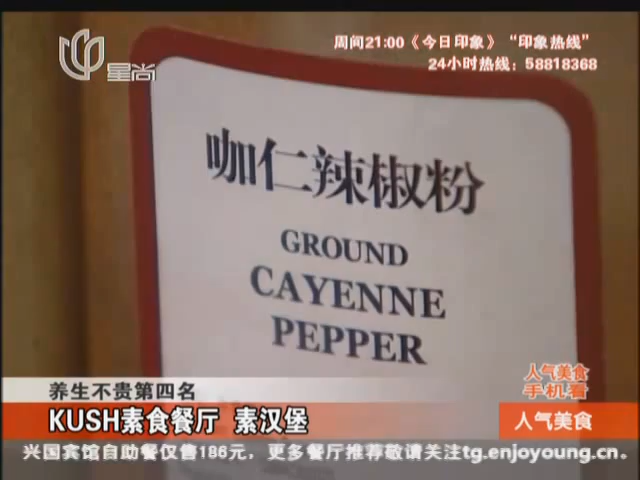 周间21:00《今日印象》“印象热线”
24小时热线：58818368
星尚
咖仁辣椒粉
GROUND
CAYENNE
PEPPER
人气美食
手机看
养生不贵第四名
KUSH素食餐厅 素汉堡
人气美食
兴国宾馆自助餐仅售186元，更多餐厅推荐敬请关注tg.enjoyoung.cn。